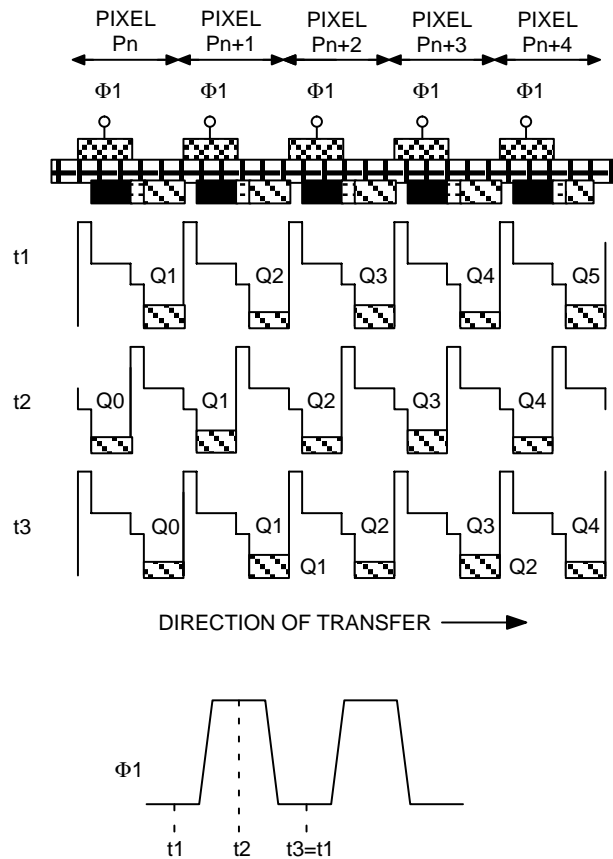 PIXEL PIXEL PIXEL PIXEL PIXEL
Pn Pn+1 Pn+2 Pn+3 Pn+4
Φ1 Φ1 Φ1 Φ1 Φ1
t1 Q1 Q2 Q3 Q4 Q5
t2 Q0 Q1 Q2 Q3 Q4
t3 Q0 Q1 Q2 Q3 Q4
Q1 Q2
DIRECTION OF TRANSFER
Φ1
t1 t2 t3=t1